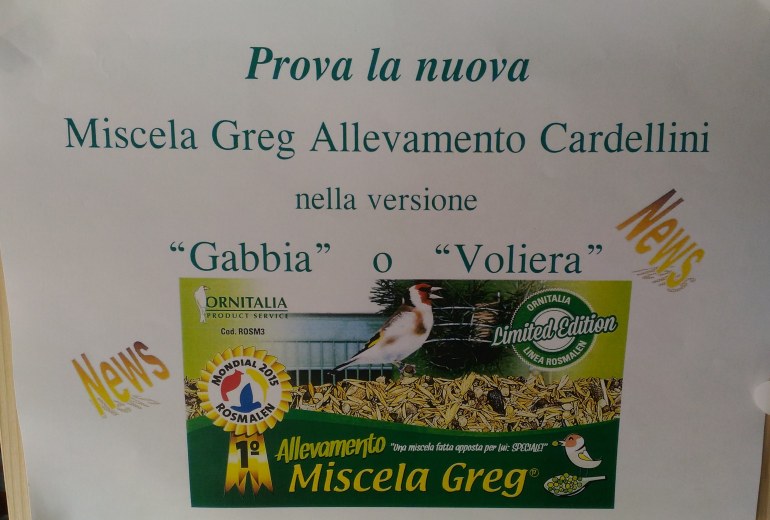 Prova la nuova
Miscela Greg Allevamento Cardellini
nella versione
“Gabbia” o “Voliera”
News
News
ORNITALIA
PRODUCT SERVICE
Cod. ROSM3
ORNITALIA
Limited Edition
LINEA ROSMALEN
MONDIAL 2015
ROSMALEN
1º
Allevamento "Una miscela fatta apposta per lui: SPECIALE!"
Miscela Greg®